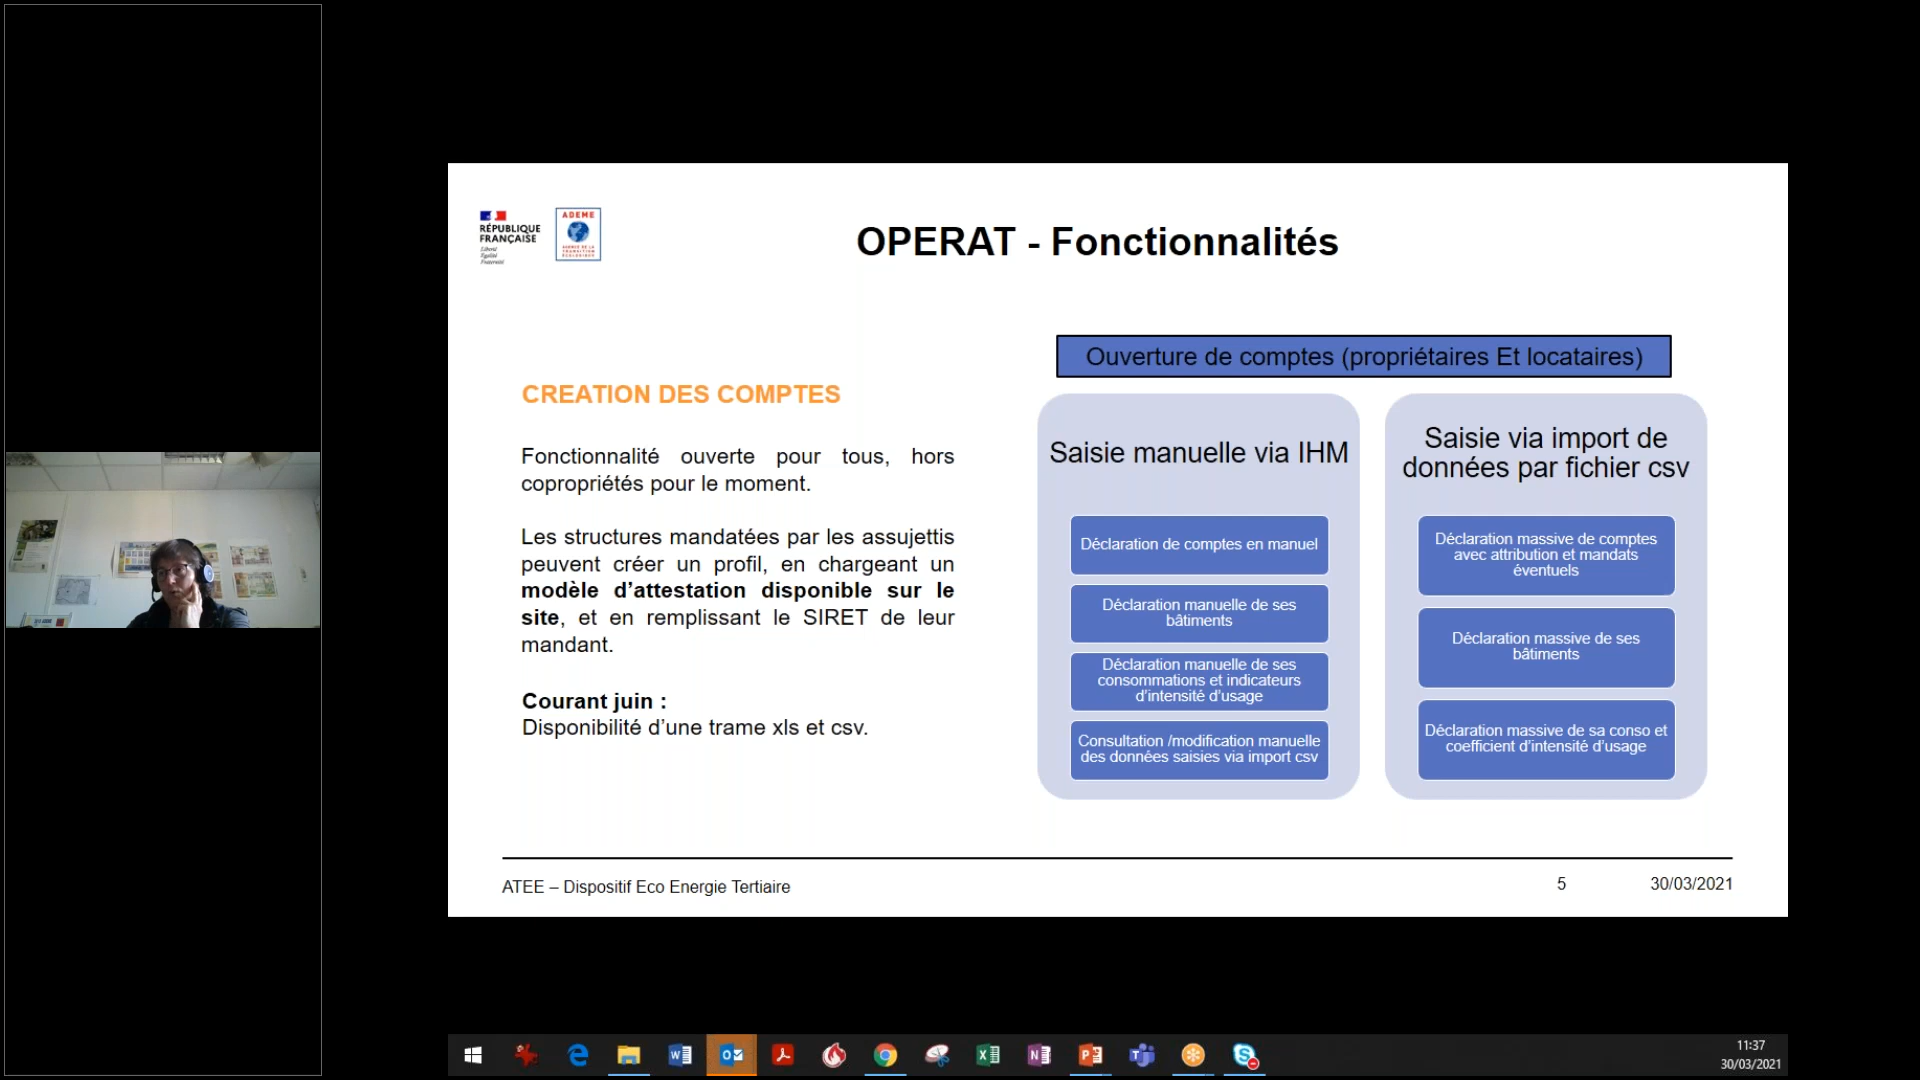 RÉPUBLIQUE
FRANÇAISE
Liberté
Égalité
Fraternité
ADEME
AGENCE DE LA
TRANSITION
ÉCOLOGIQUE
OPERAT - Fonctionnalités
CREATION DES COMPTES
Fonctionnalité ouverte pour tous, hors
copropriétés pour le moment.
Les structures mandatées par les assujettis
peuvent créer un profil, en chargeant un
modèle d’attestation disponible sur le
site, et en remplissant le SIRET de leur
mandant.
Courant juin :
Disponibilité d’une trame xls et csv.
Ouverture de comptes (propriétaires Et locataires)
Saisie manuelle via IHM
Déclaration de comptes en manuel
Déclaration manuelle de ses
bâtiments
Déclaration manuelle de ses
consommations et indicateurs
d’intensité d’usage
Consultation /modification manuelle
des données saisies via import csv
Saisie via import de
données par fichier csv
Déclaration massive de comptes
avec attribution et mandats
éventuels
Déclaration massive de ses
bâtiments
Déclaration massive de sa conso et
coefficient d’intensité d’usage
ATEE – Dispositif Eco Energie Tertiaire
5
30/03/2021
11:37
30/03/2021